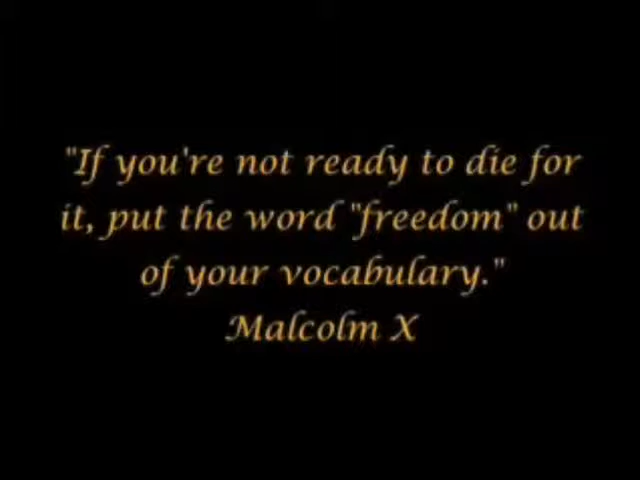 "If you're not ready to die for
it, put the word "freedom" out
of your vocabulary."
Malcolm X